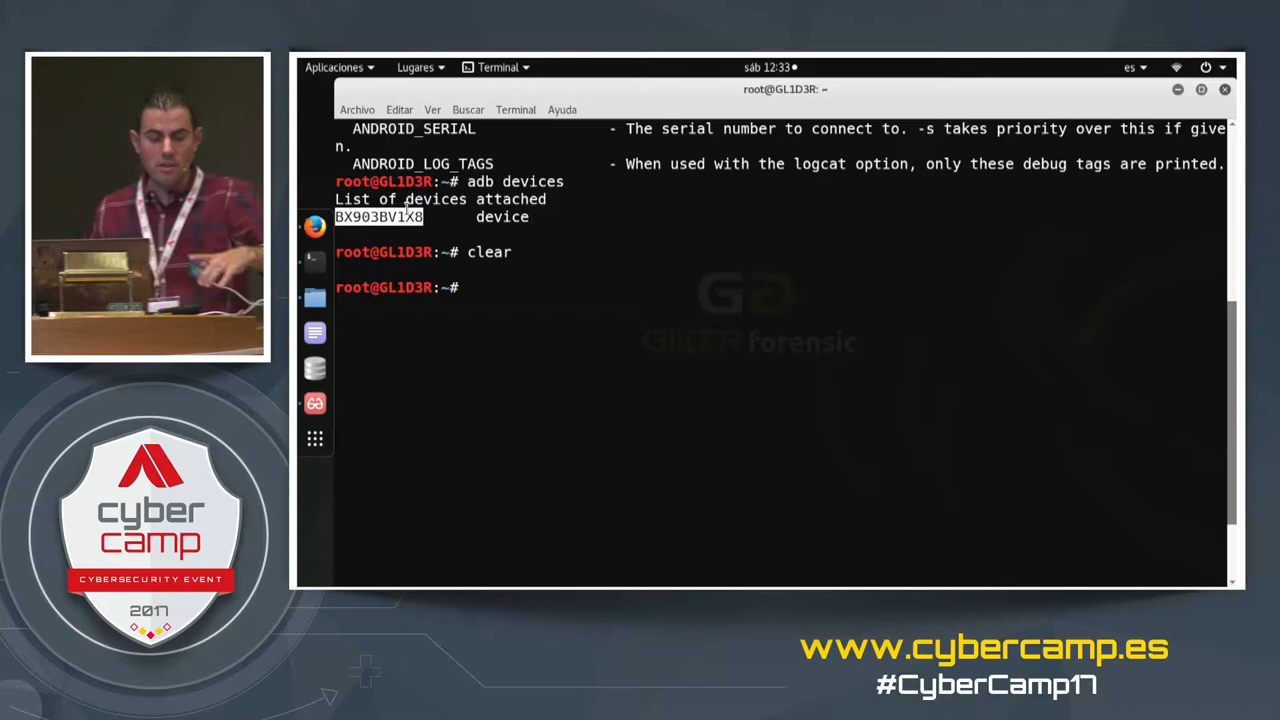 Aplicaciones
Lugares
Terminal
sáb 12:33
es
root@GL1D3R: ~
Archivo Editar Ver Buscar Terminal Ayuda
ANDROID_SERIAL - The serial number to connect to. -s takes priority over this if give
n.
ANDROID_LOG_TAGS - When used with the logcat option, only these debug tags are printed.
root@GL1D3R:~# adb devices
List of devices attached
BX903BV1X8 device
root@GL1D3R:~# clear
root@GL1D3R:~#
forensic
cyber
camp
CYBERSECURITY EVENT
2017
www.cybercamp.es
#CyberCamp17